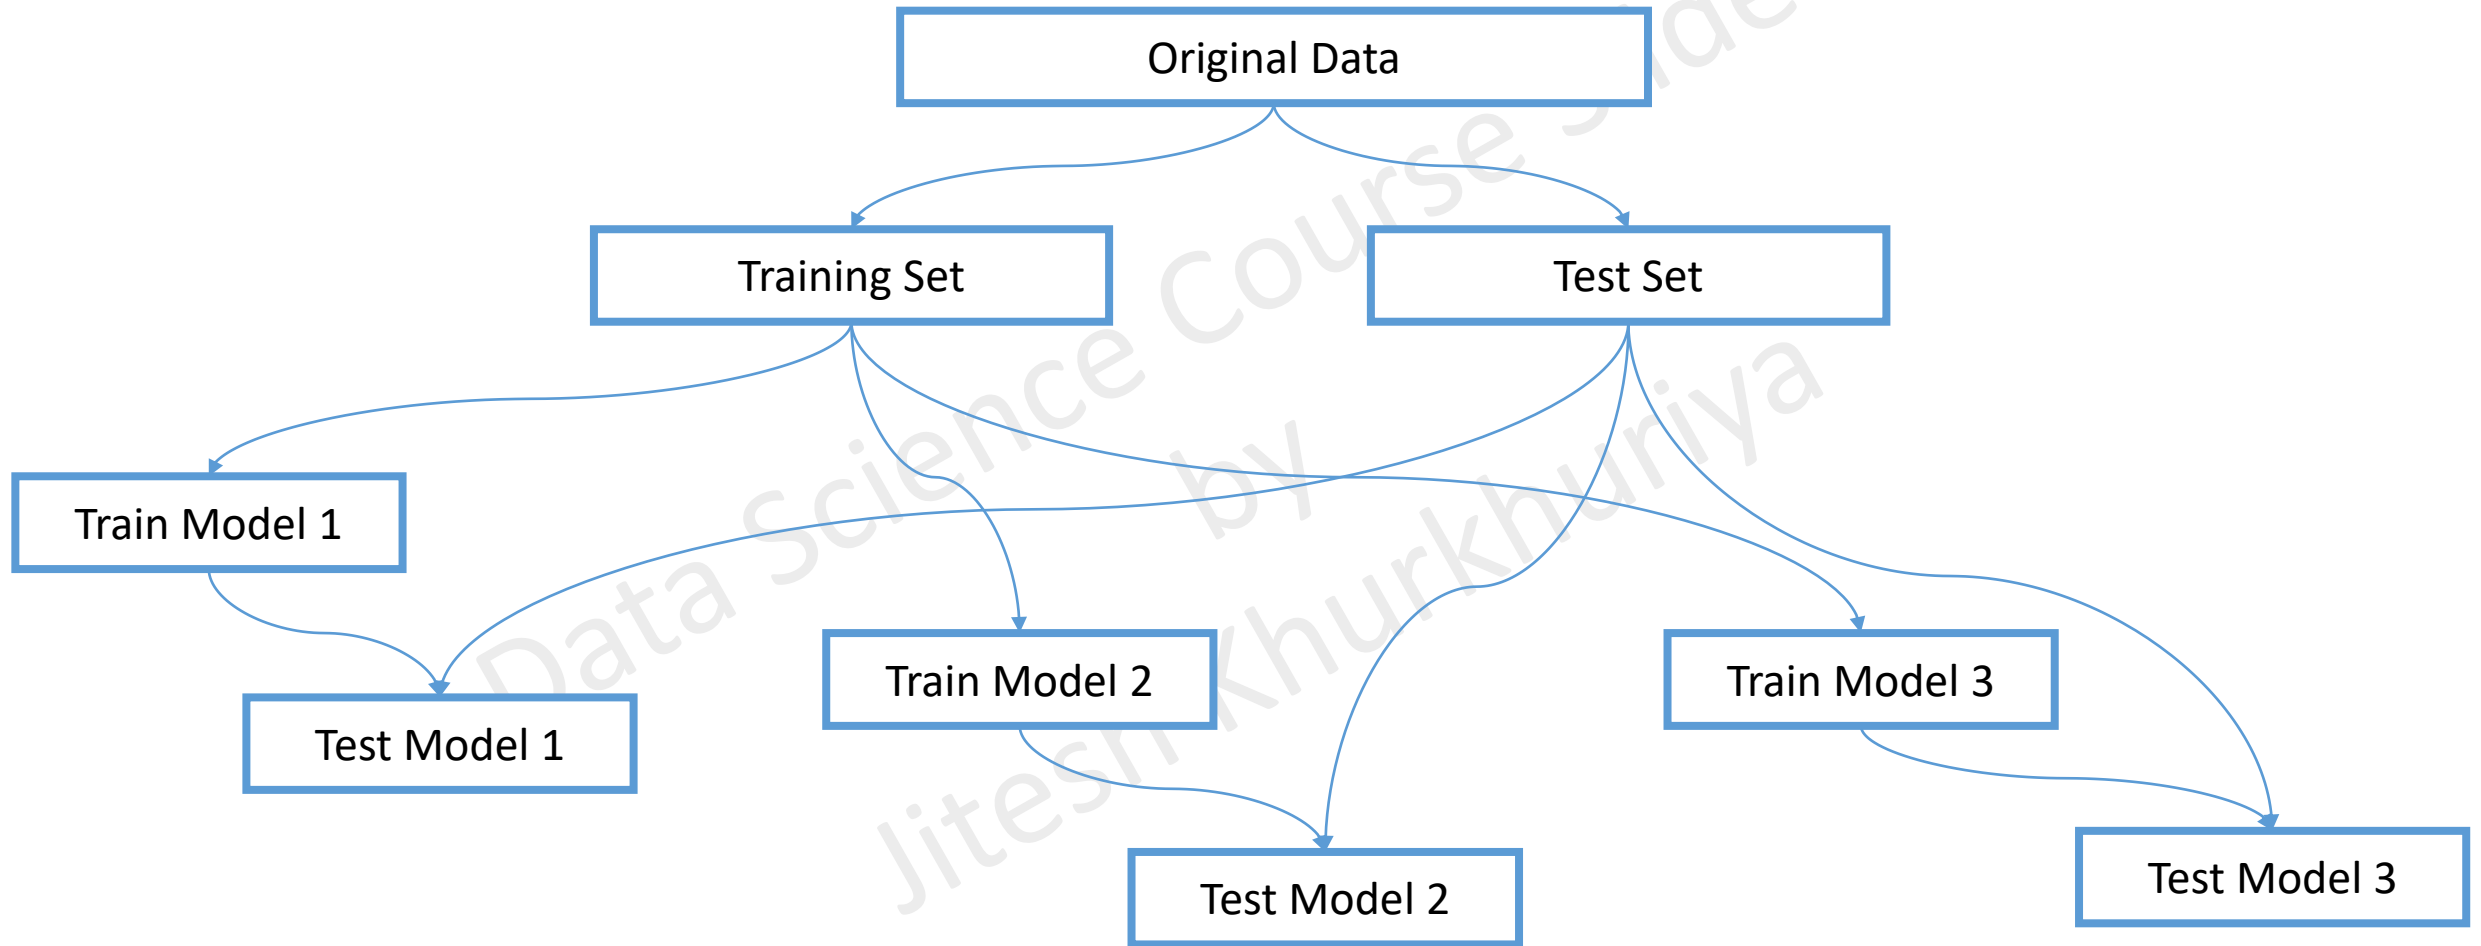 Original Data
Training Set
Test Set
Train Model 1
Train Model 2
Train Model 3
Test Model 1
Test Model 2
Test Model 3
Data Science Course
by
Jitesh Khurkhuriya